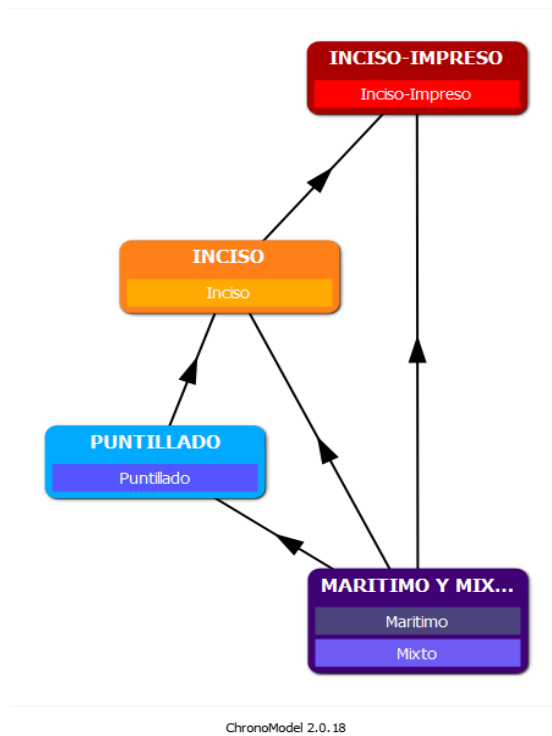 INCISO-IMPRESO
Inciso-Impreso
INCISO
Inciso
PUNTILLADO
Puntillado
MARITIMO Y MIX...
Maritimo
Mixto
ChronoModel 2.0.18